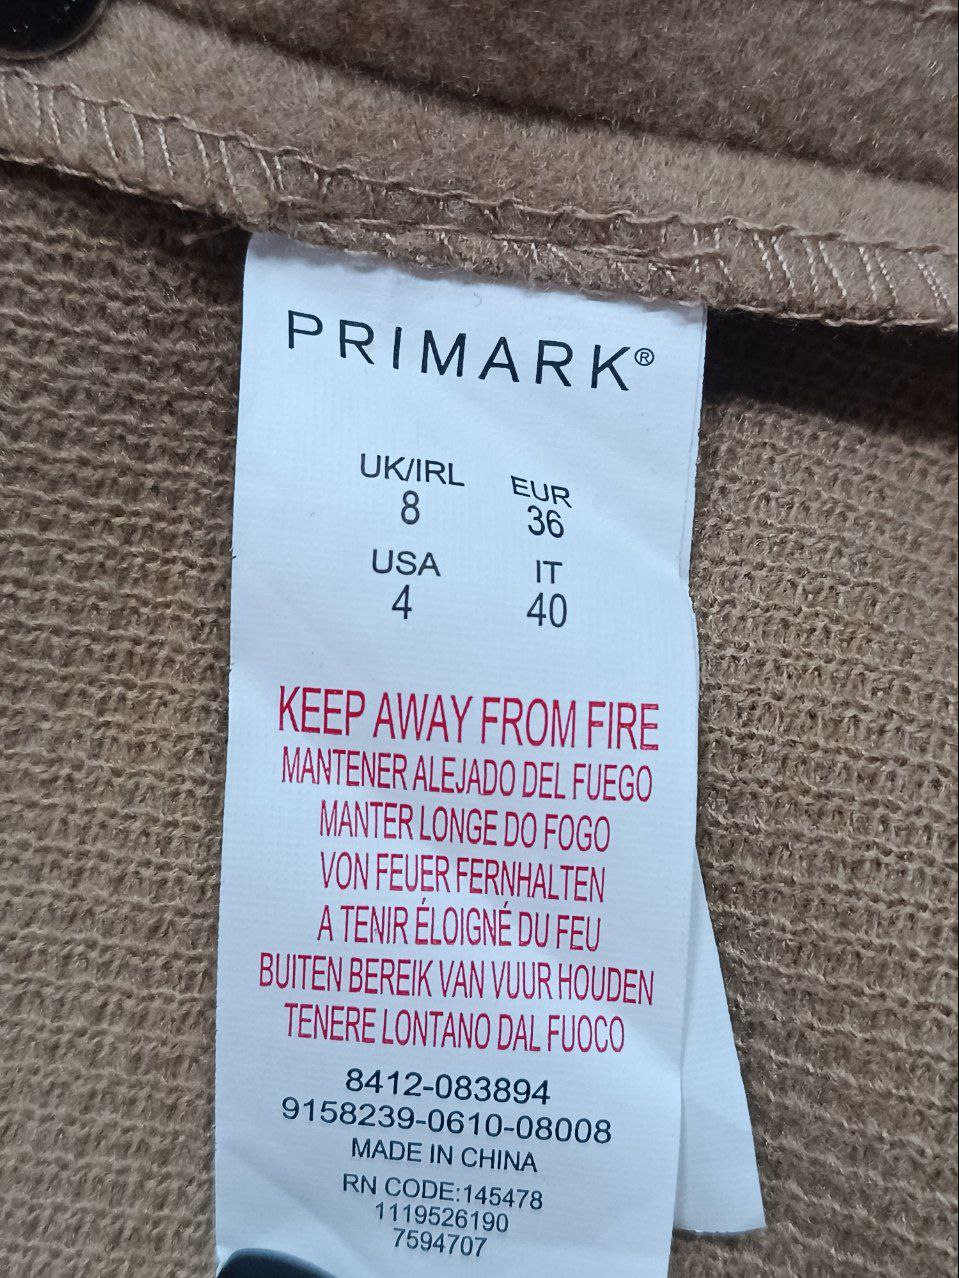 PRIMARK®
UK/IRL EUR
8 36
USA IT
4 40
KEEP AWAY FROM FIRE
MANTENER ALEJADO DEL FUEGO
MANTER LONGE DO FOGO
VON FEUER FERNHALTEN
A TENIR ÉLOIGNÉ DU FEU
BUITEN BEREIK VAN VUUR HOUDEN
TENERE LONTANO DAL FUOCO
8412-083894
9158239-0610-08008
MADE IN CHINA
RN CODE:145478
1119526190
7594707